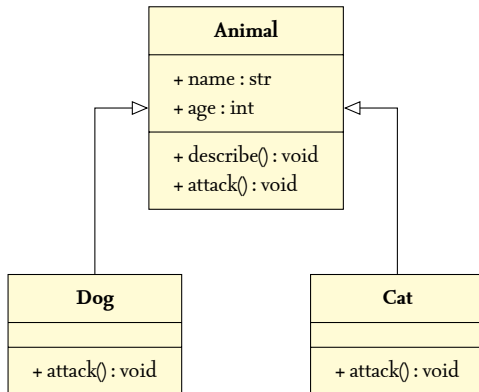 Animal
+ name : str
+ age : int
+ describe() : void
+ attack() : void
Dog
+ attack() : void
Cat
+ attack() : void